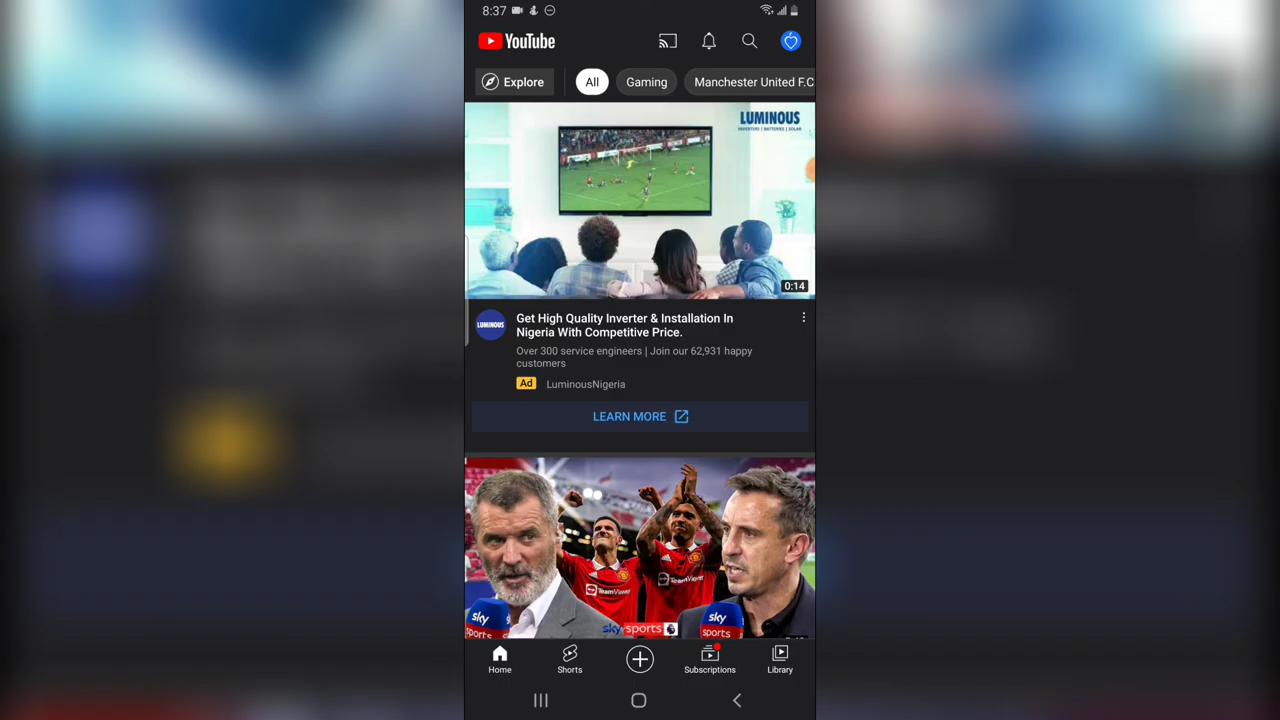 8:37
YouTube
Explore
All
Gaming
Manchester United F.C
LUMINOUS
INVERTERS | BATTERIES | SOLAR
0:14
LUMINOUS
Get High Quality Inverter & Installation In
Nigeria With Competitive Price.
Over 300 service engineers | Join our 62,931 happy
customers
Ad LuminousNigeria
LEARN MORE
TeamViewer
TeamViewer
sky
sports
sky sports
sky
sports
Home
Shorts
Subscriptions
Library